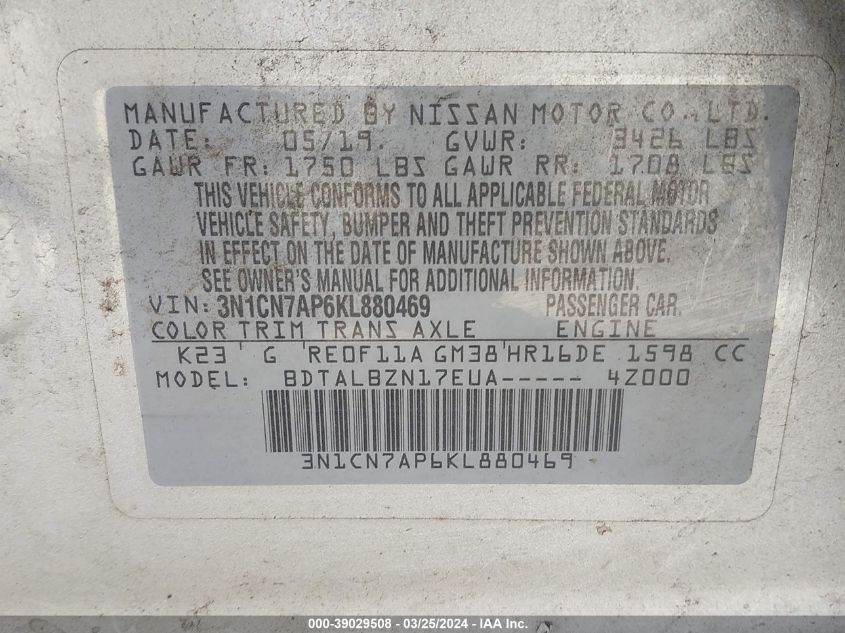 MANUFACTURED BY NISSAN MOTOR CO., LTD.
DATE: 05/19. GVWR: 3426 LBS
GAWR FR: 1750 LBS GAWR RR: 1708 LBS
THIS VEHICLE CONFORMS TO ALL APPLICABLE FEDERAL MOTOR
VEHICLE SAFETY, BUMPER AND THEFT PREVENTION STANDARDS
IN EFFECT ON THE DATE OF MANUFACTURE SHOWN ABOVE.
SEE OWNER'S MANUAL FOR ADDITIONAL INFORMATION.
VIN: 3N1CN7AP6KL880469 PASSENGER CAR.
COLOR TRIM TRANS AXLE ENGINE
K23 G RE0F11A GM38 HR16DE 1598 CC
MODEL: BDTALBZN17EUA----- 4Z000
3N1CN7AP6KL880469
000-39029508 - 03/25/2024 - IAA Inc.